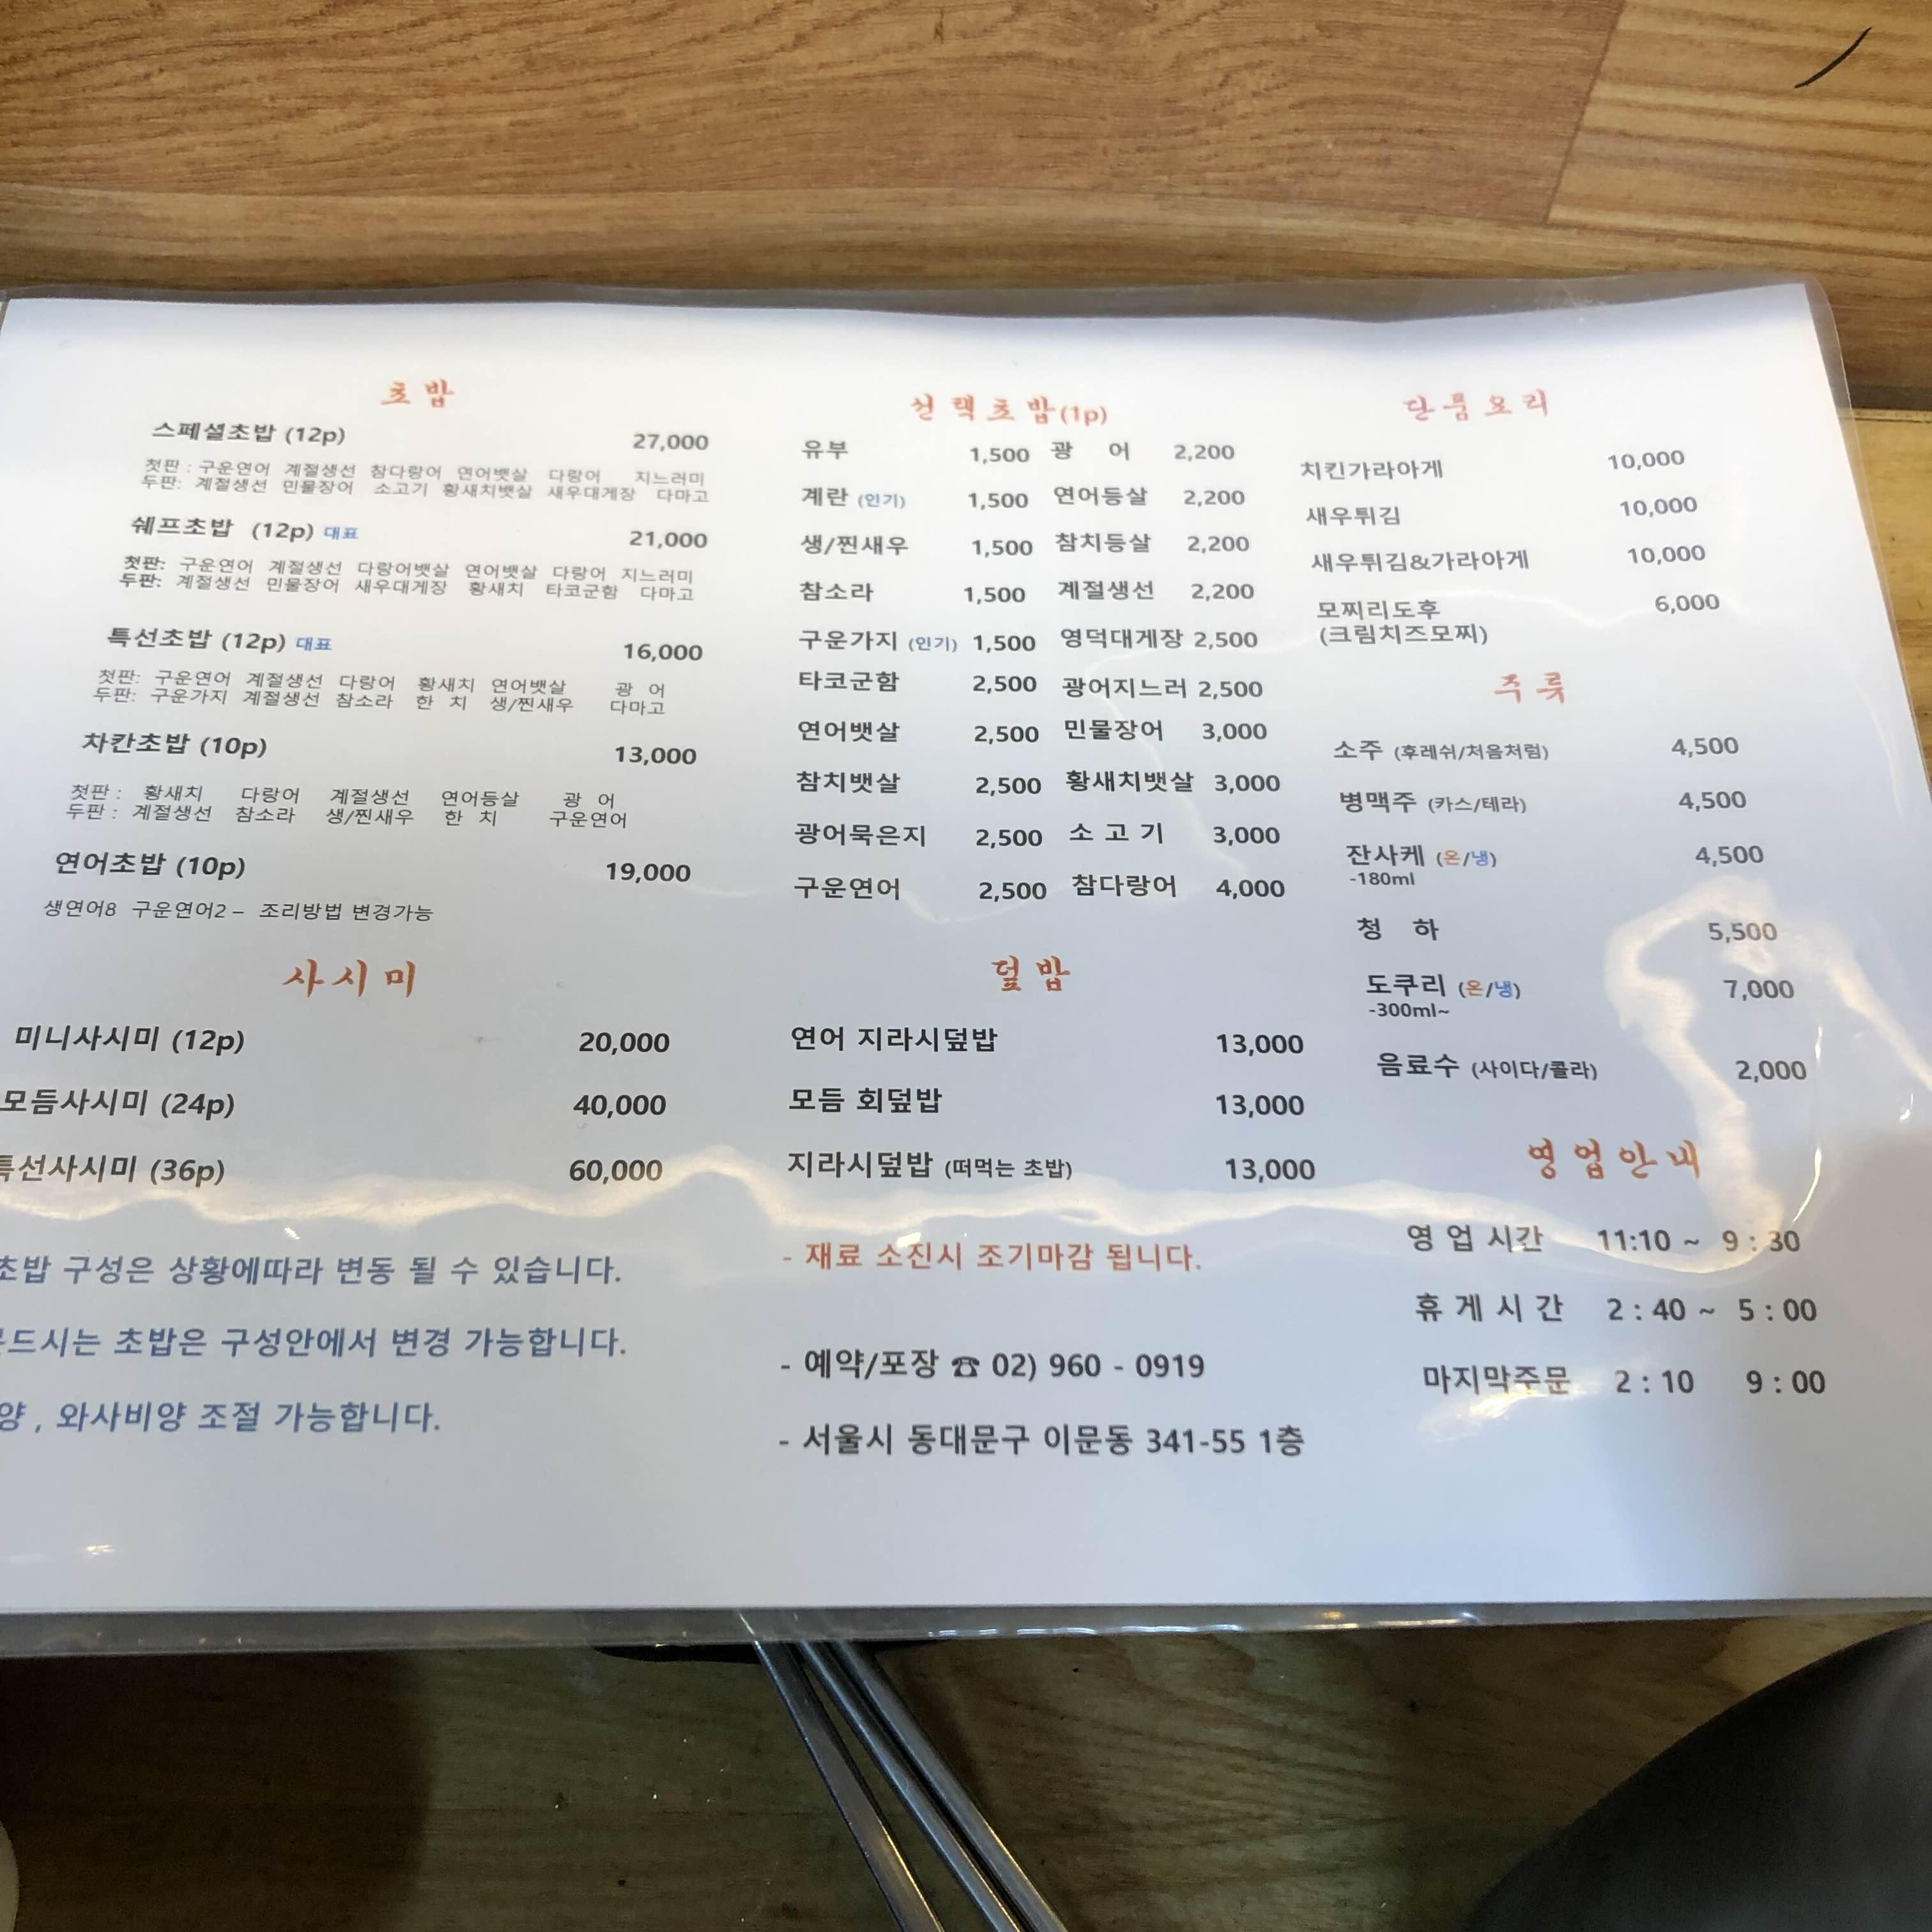 초밥
스페셜초밥 (12p) 27,000
첫판 : 구운연어 계절생선 참다랑어 연어뱃살 다랑어 지느러미
두판: 계절생선 민물장어 소고기 황새치뱃살 새우대게장 다마고
쉐프초밥 (12p) 대표 21,000
첫판: 구운연어 계절생선 다랑어뱃살 연어뱃살 다랑어 지느러미
두판: 계절생선 민물장어 새우대게장 황새치 타코군함 다마고
특선초밥 (12p) 대표 16,000
첫판: 구운연어 계절생선 다랑어 황새치 연어뱃살 광 어
두판: 구운가지 계절생선 참소라 한 치 생/찐새우 다마고
차칸초밥 (10p) 13,000
첫판 : 황새치 다랑어 계절생선 연어등살 광 어
두판 : 계절생선 참소라 생/찐새우 한 치 구운연어
연어초밥 (10p) 19,000
생연어8 구운연어2 – 조리방법 변경가능
사시미
미니사시미 (12p) 20,000
모듬사시미 (24p) 40,000
특선사시미 (36p) 60,000
초밥 구성은 상황에따라 변동 될 수 있습니다.
초밥은 구성안에서 변경 가능합니다.
와사비양 조절 가능합니다.
선택초밥(1p)
유부 1,500 광 어 2,200
계란 (인기) 1,500 연어등살 2,200
생/찐새우 1,500 참치등살 2,200
참소라 1,500 계절생선 2,200
구운가지 (인기) 1,500 영덕대게장 2,500
타코군함 2,500 광어지느러 2,500
연어뱃살 2,500 민물장어 3,000
참치뱃살 2,500 황새치뱃살 3,000
광어묵은지 2,500 소 고 기 3,000
구운연어 2,500 참다랑어 4,000
덮밥
연어 지라시덮밥 13,000
모듬 회덮밥 13,000
지라시덮밥 (떠먹는 초밥) 13,000
- 재료 소진시 조기마감 됩니다.
- 예약/포장 ☎ 02) 960 - 0919
- 서울시 동대문구 이문동 341-55 1층
단품요리
치킨가라아게 10,000
새우튀김 10,000
새우튀김&가라아게 10,000
모찌리도후 6,000
(크림치즈모찌)
주륫
소주 (후레쉬/처음처럼) 4,500
병맥주 (카스/테라) 4,500
잔사케 (온/냉) 4,500
-180ml
청 하 5,500
도쿠리 (온/냉) 7,000
-300ml~
음료수 (사이다/콜라) 2,000
영업안내
영 업 시간 11:10 ~ 9 : 30
휴 게 시 간 2 : 40 ~ 5 : 00
마지막주문 2 : 10 9 : 00